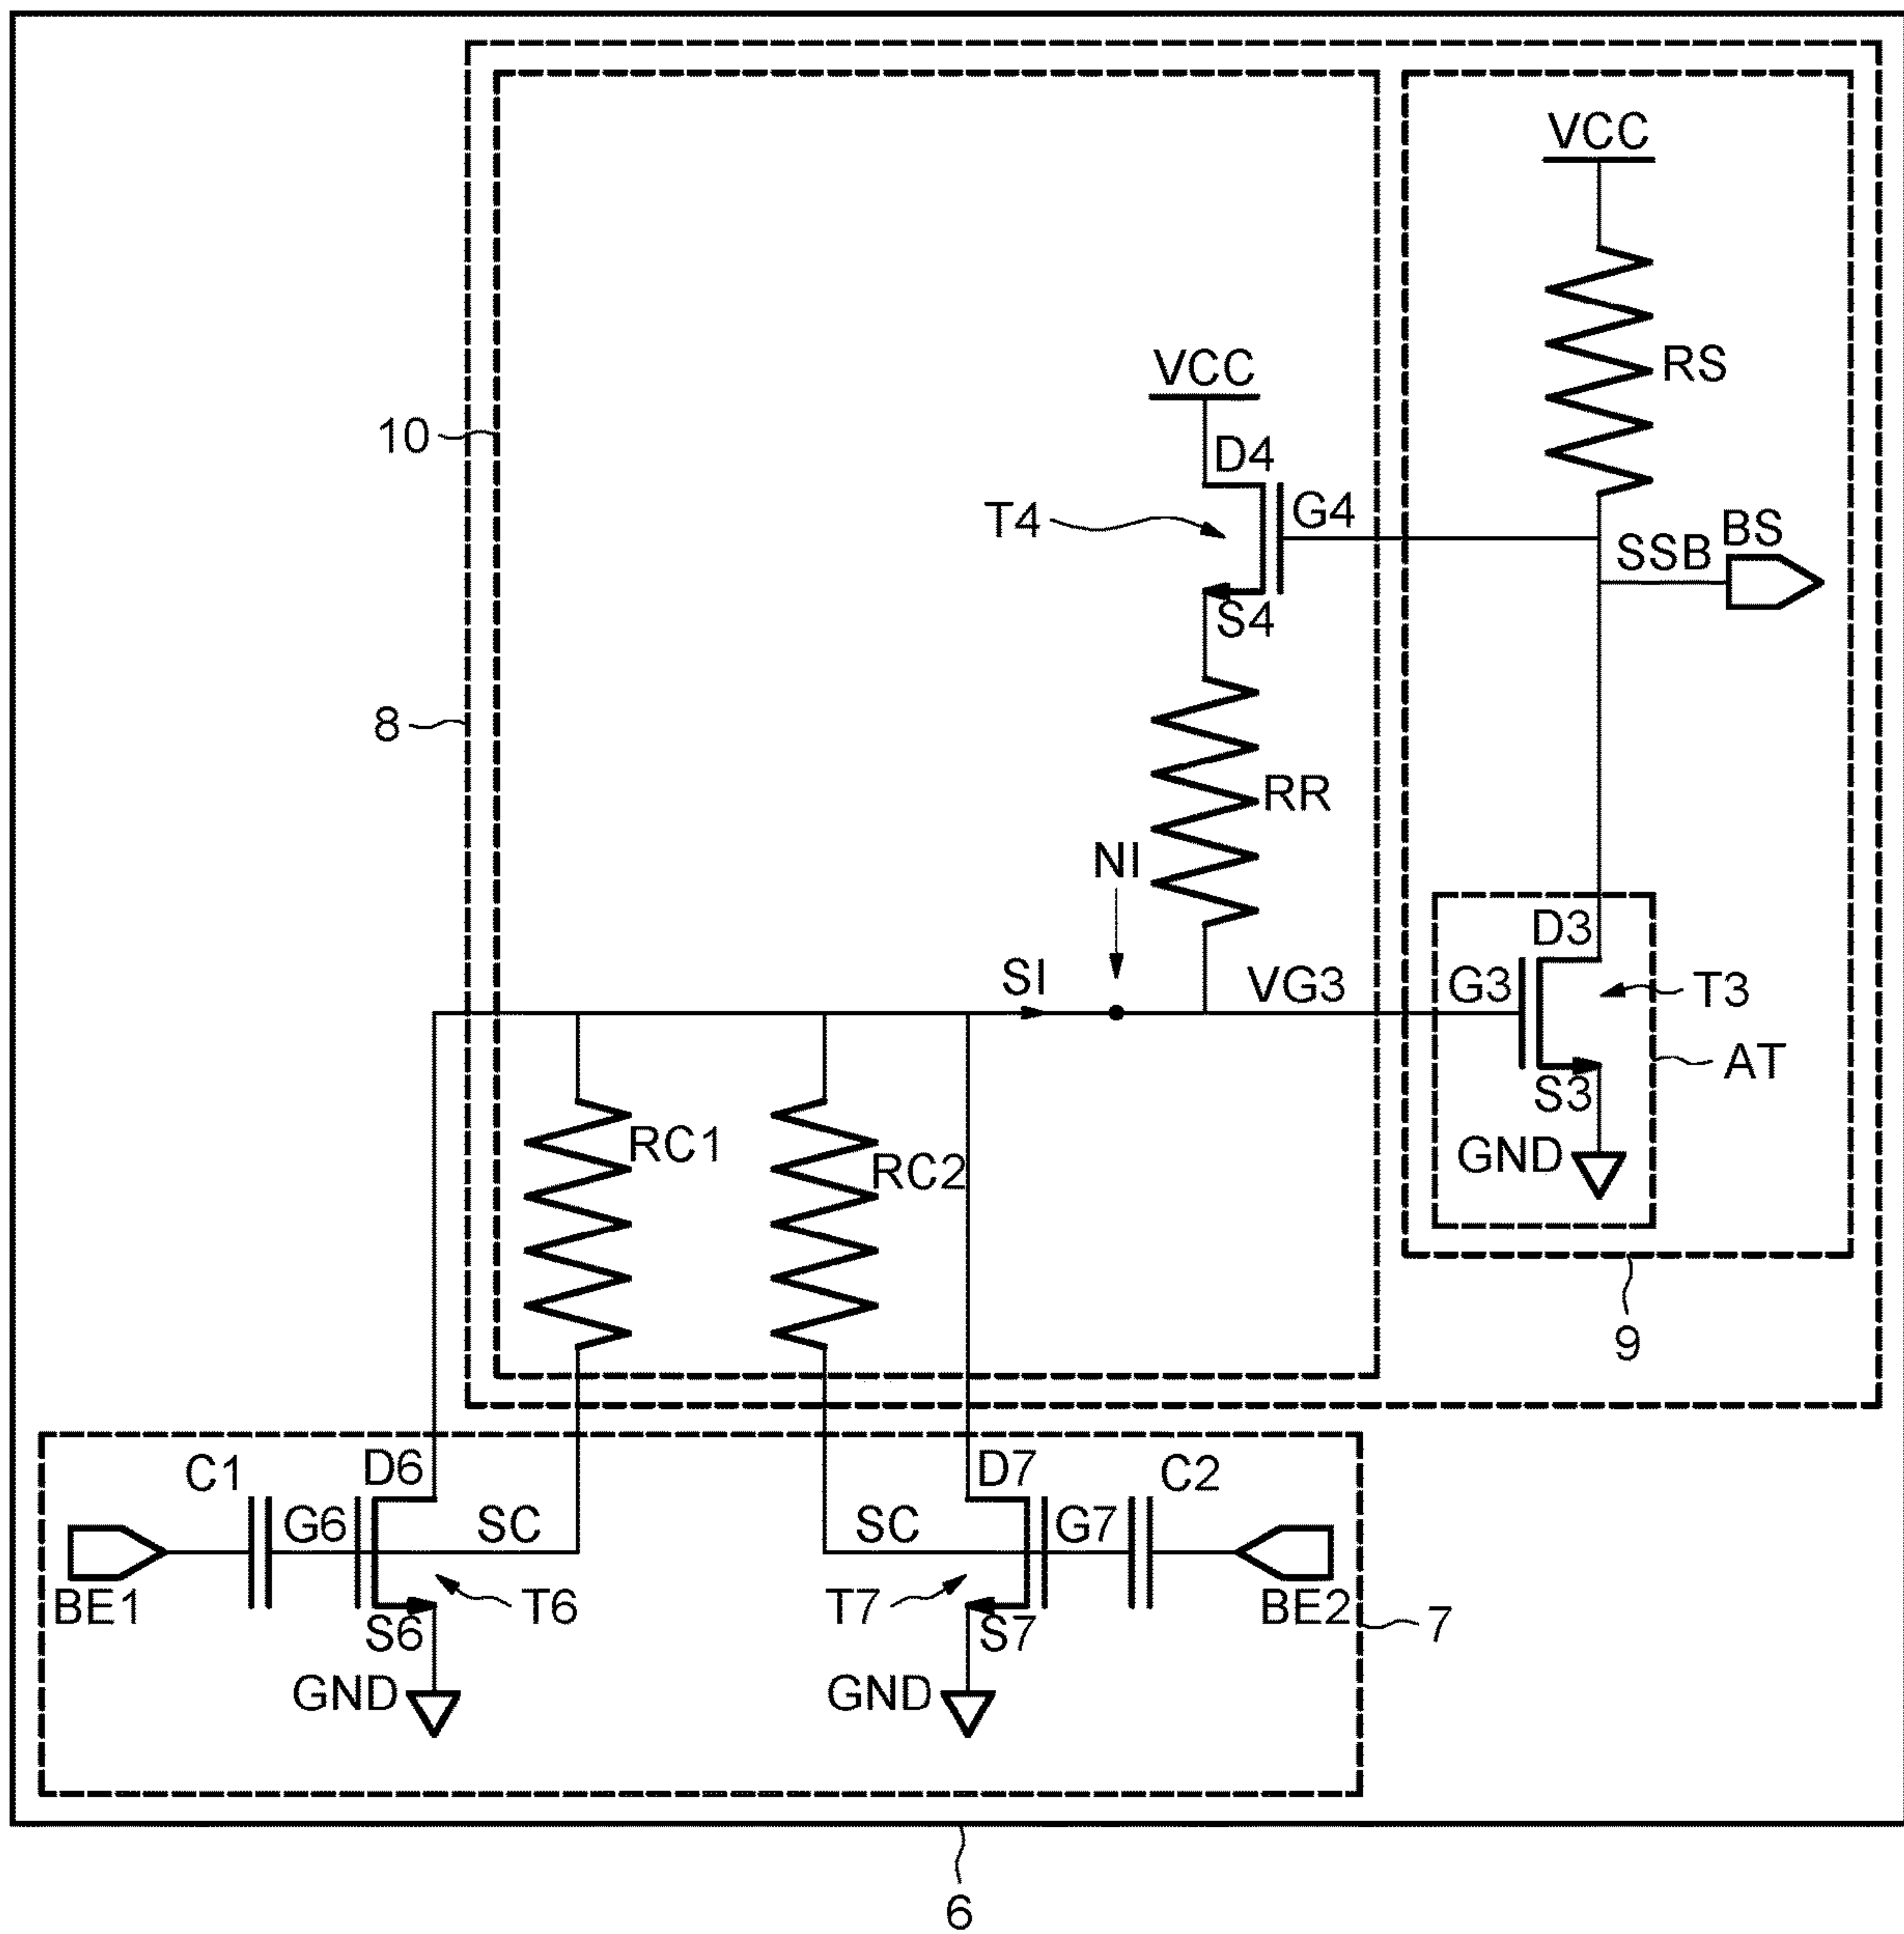 VCC
RS
VCC
10
D4
T4
G4
SSB
BS
S4
8
RR
NI
D3
SI
VG3
G3
T3
AT
S3
RC1
RC2
GND
9
C1
D6
D7
C2
G6
SC
SC
G7
BE1
T6
T7
BE2
7
S6
S7
GND
GND
6